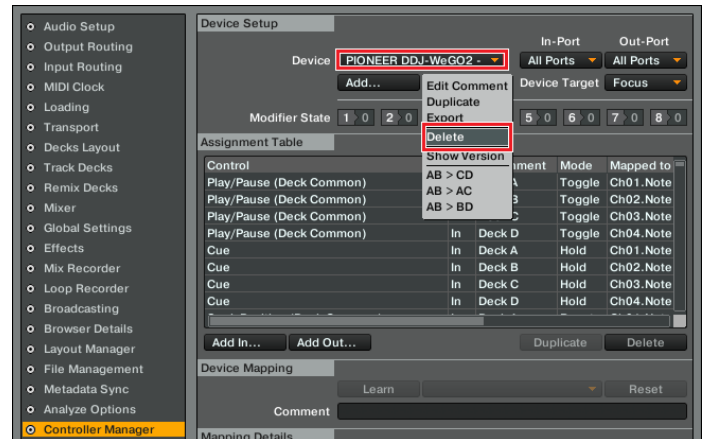 Audio Setup
Output Routing
Input Routing
MIDI Clock
Loading
Transport
Decks Layout
Track Decks
Remix Decks
Mixer
Global Settings
Effects
Mix Recorder
Loop Recorder
Broadcasting
Browser Details
Layout Manager
File Management
Metadata Sync
Analyze Options
Controller Manager
Device Setup
In-Port Out-Port
Device PIONEER DDJ-WeGO2 - All Ports All Ports
Add... Device Target Focus
Modifier State 1 0 2 0 5 0 6 0 7 0 8 0
Edit Comment
Duplicate
Export
Delete
Show Version
AB > CD
AB > AC
AB > BD
Assignment Table
Control Mode Mapped to
Play/Pause (Deck Common) Toggle Ch01.Note
Play/Pause (Deck Common) Toggle Ch02.Note
Play/Pause (Deck Common) Toggle Ch03.Note
Play/Pause (Deck Common) In Deck D Toggle Ch04.Note
Cue In Deck A Hold Ch01.Note
Cue In Deck B Hold Ch02.Note
Cue In Deck C Hold Ch03.Note
Cue In Deck D Hold Ch04.Note
Add In... Add Out... Duplicate Delete
Device Mapping
Learn Reset
Comment
Mapping Details